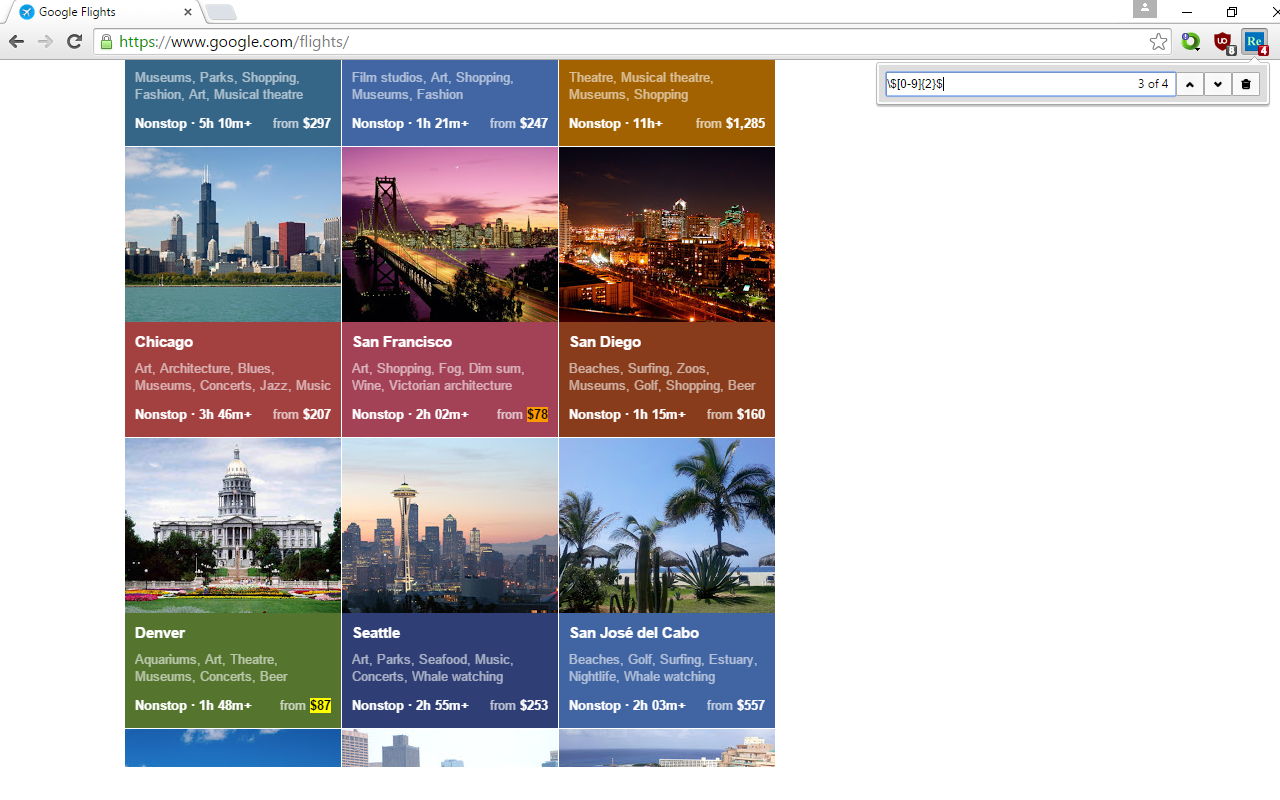 Google Flights
https://www.google.com/flights/
8
Re
4
\$[0-9]{2}$
3 of 4
Museums, Parks, Shopping,
Fashion, Art, Musical theatre
Nonstop · 5h 10m+ from $297
Film studios, Art, Shopping,
Museums, Fashion
Nonstop · 1h 21m+ from $247
Theatre, Musical theatre,
Museums, Shopping
Nonstop · 11h+ from $1,285
Chicago
Art, Architecture, Blues,
Museums, Concerts, Jazz, Music
Nonstop · 3h 46m+ from $207
San Francisco
Art, Shopping, Fog, Dim sum,
Wine, Victorian architecture
Nonstop · 2h 02m+ from $78
San Diego
Beaches, Surfing, Zoos,
Museums, Golf, Shopping, Beer
Nonstop · 1h 15m+ from $160
Denver
Aquariums, Art, Theatre,
Museums, Concerts, Beer
Nonstop · 1h 48m+ from $87
Seattle
Art, Parks, Seafood, Music,
Concerts, Whale watching
Nonstop · 2h 55m+ from $253
San José del Cabo
Beaches, Golf, Surfing, Estuary,
Nightlife, Whale watching
Nonstop · 2h 03m+ from $557